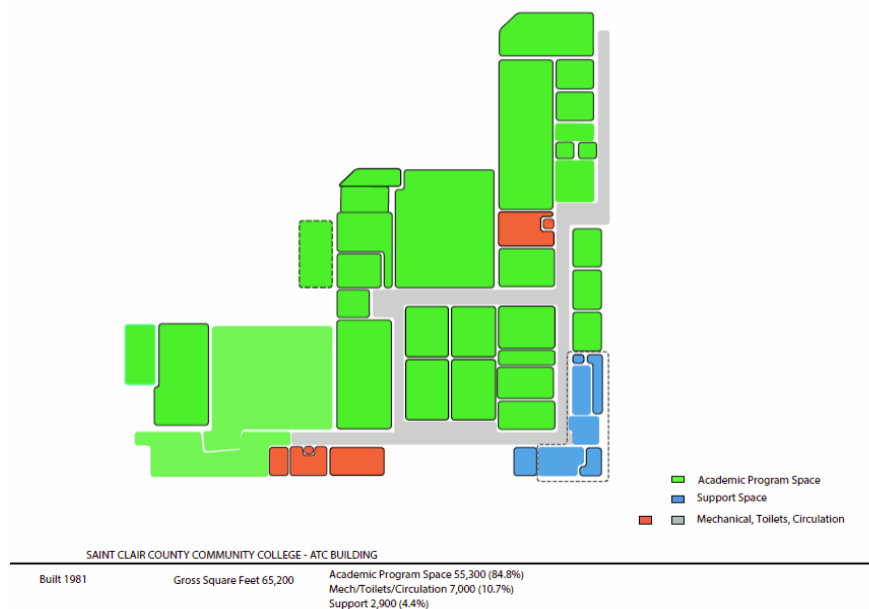 Academic Program Space
Support Space
Mechanical, Toilets, Circulation
SAINT CLAIR COUNTY COMMUNITY COLLEGE - ATC BUILDING
Built 1981
Gross Square Feet 65,200
Academic Program Space 55,300 (84.8%)
Mech/Toilets/Circulation 7,000 (10.7%)
Support 2,900 (4.4%)